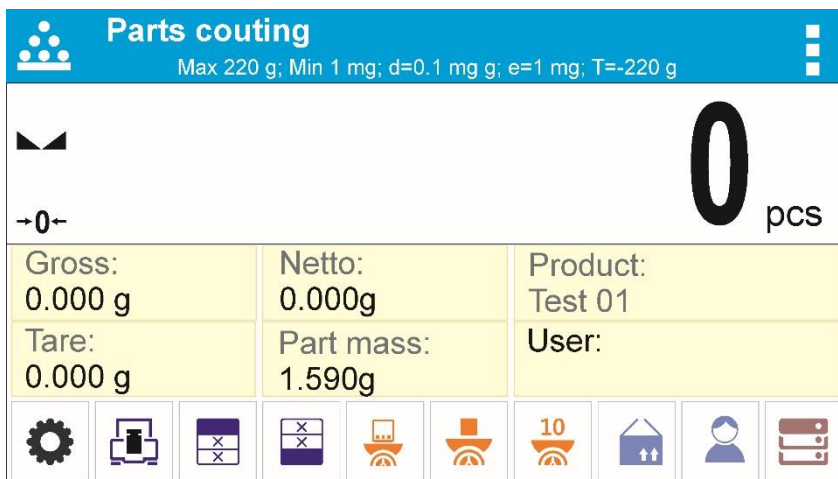 Parts couting
Max 220 g; Min 1 mg; d=0.1 mg g; e=1 mg; T=-220 g
0 pcs
→0←
Gross:
0.000 g
Netto:
0.000g
Product:
Test 01
Tare:
0.000 g
Part mass:
1.590g
User:
10